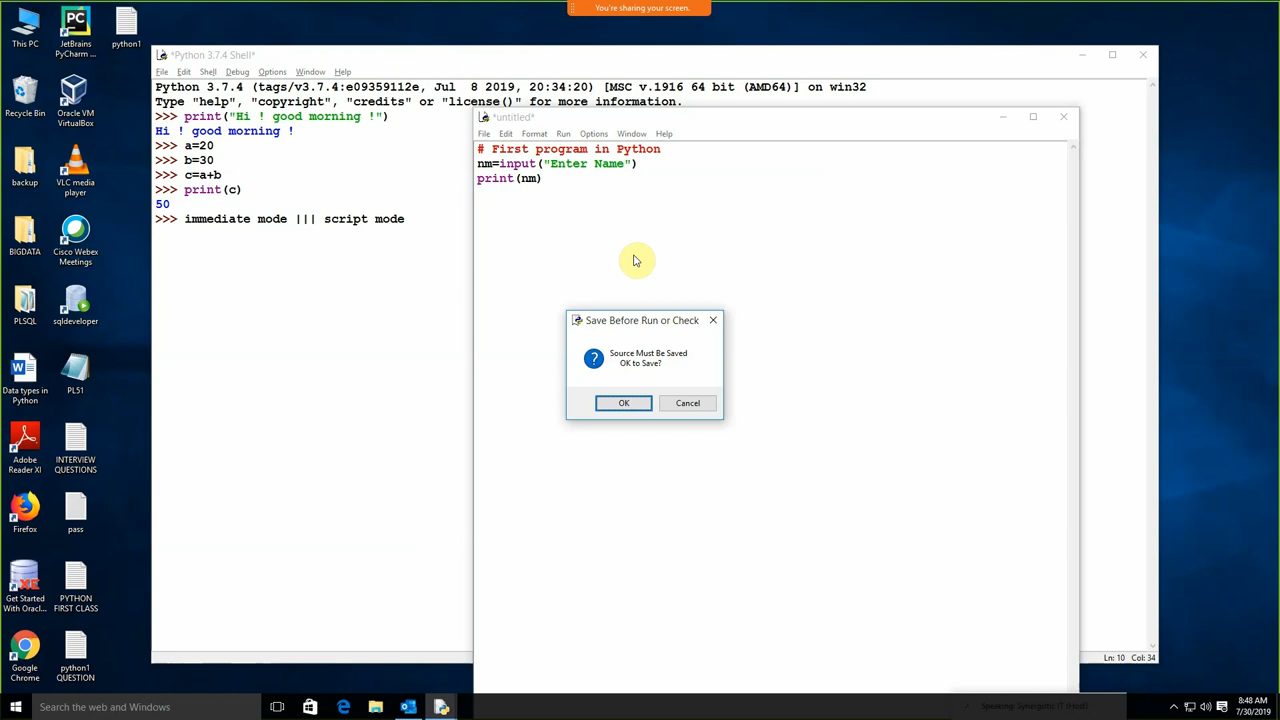 You're sharing your screen.
This PC
JetBrains
PyCharm ...
python1
Recycle Bin
Oracle VM
VirtualBox
backup
VLC media
player
BIGDATA
Cisco Webex
Meetings
PLSQL
sqldeveloper
Data types in
Python
PL51
Adobe
Reader XI
INTERVIEW
QUESTIONS
Firefox
pass
Get Started
With Oracl...
PYTHON
FIRST CLASS
Google
Chrome
python1
QUESTION
*Python 3.7.4 Shell*
File Edit Shell Debug Options Window Help
Python 3.7.4 (tags/v3.7.4:e09359112e, Jul  8 2019, 20:34:20) [MSC v.1916 64 bit (AMD64)] on win32
Type "help", "copyright", "credits" or "license()" for more information.
>>> print("Hi ! good morning !")
Hi ! good morning !
>>> a=20
>>> b=30
>>> c=a+b
>>> print(c)
50
>>> immediate mode ||| script mode
Ln: 10 Col: 34
*untitled*
File Edit Format Run Options Window Help
# First program in Python
nm=input("Enter Name")
print(nm)
Save Before Run or Check
Source Must Be Saved
OK to Save?
OK Cancel
Search the web and Windows
Speaking: Synergetic IT (Host)
8:48 AM
7/30/2019